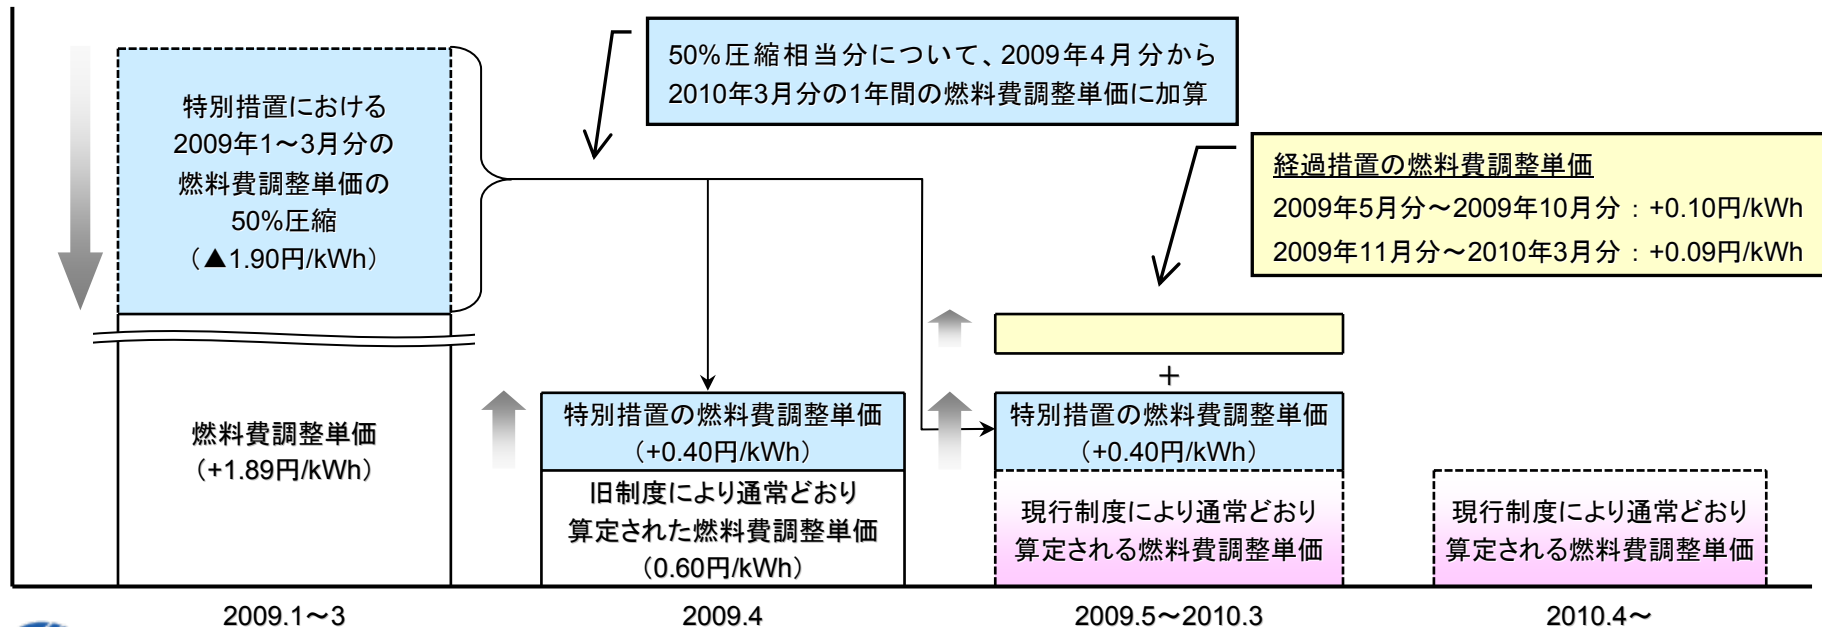 50%圧縮相当分について、2009年4月分から
2010年3月分の1年間の燃料費調整単価に加算
特別措置における
2009年1～3月分の
燃料費調整単価の
50%圧縮
（▲1.90円/kWh）
経過措置の燃料費調整単価
2009年5月分～2009年10月分：+0.10円/kWh
2009年11月分～2010年3月分：+0.09円/kWh
燃料費調整単価
（+1.89円/kWh）
特別措置の燃料費調整単価
（+0.40円/kWh）
旧制度により通常どおり
算定された燃料費調整単価
（0.60円/kWh）
＋
特別措置の燃料費調整単価
（+0.40円/kWh）
現行制度により通常どおり
算定される燃料費調整単価
現行制度により通常どおり
算定される燃料費調整単価
2009.1～3
2009.4
2009.5～2010.3
2010.4～